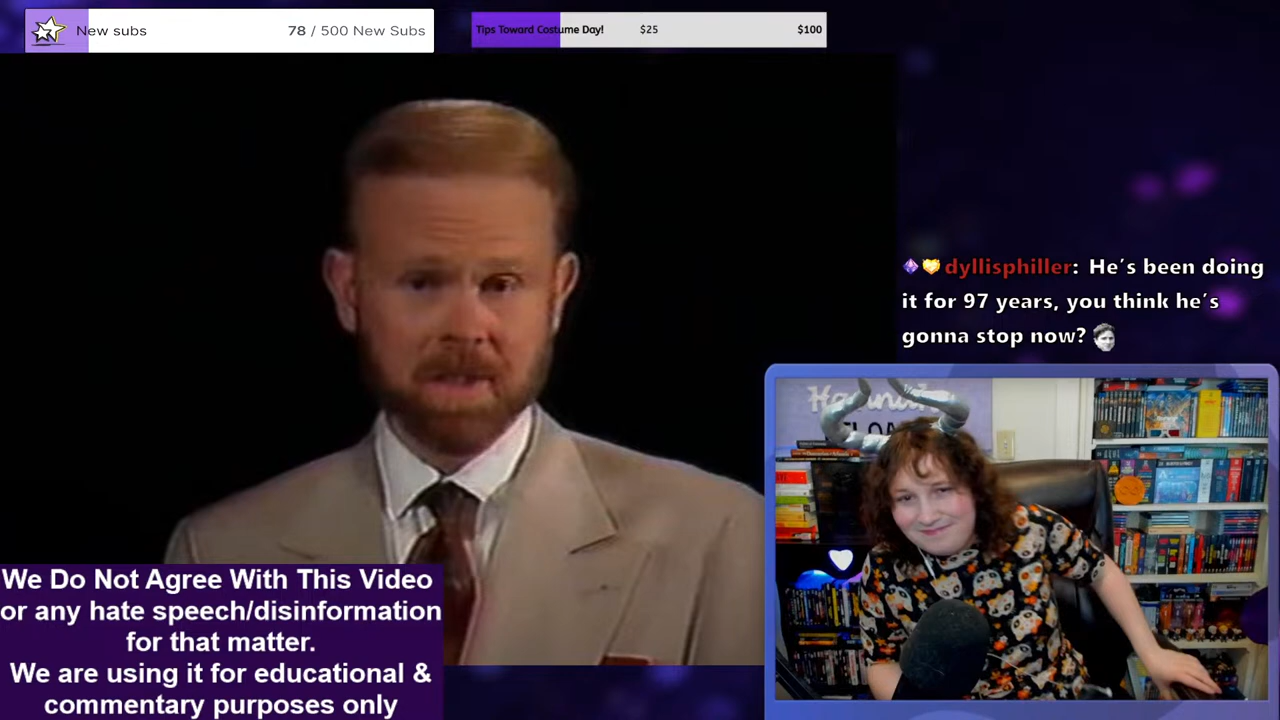 New subs
78 / 500 New Subs
Tips Toward Costume Day!
$25
$100
dyllisphiller: He's been doing
it for 97 years, you think he's
gonna stop now?
We Do Not Agree With This Video
or any hate speech/disinformation
for that matter.
We are using it for educational &
commentary purposes only